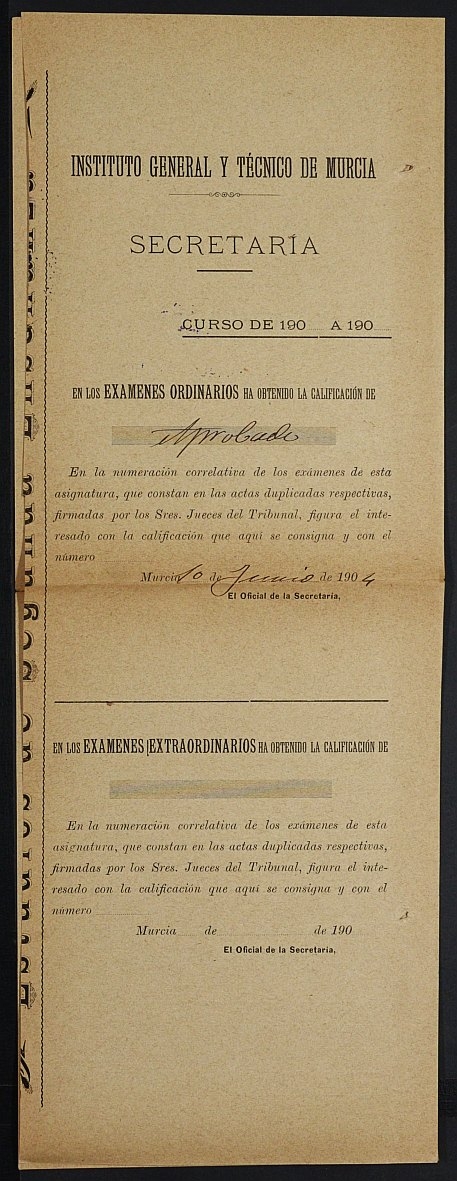 INSTITUTO GENERAL Y TÉCNICO DE MURCIA
SECRETARÍA
CURSO DE 190 A 190
EN LOS EXAMENES ORDINARIOS HA OBTENIDO LA CALIFICACIÓN DE
Aprobado
En la numeración correlativa de los exámenes de esta
asignatura, que constan en las actas duplicadas respectivas,
firmadas por los Sres. Jueces del Tribunal, figura el inte-
resado con la calificación que aquí se consigna y con el
número
Murcia 10 de Junio de 1904
El Oficial de la Secretaría,
EN LOS EXAMENES EXTRAORDINARIOS HA OBTENIDO LA CALIFICACIÓN DE
En la numeración correlativa de los exámenes de esta
asignatura, que constan en las actas duplicadas respectivas,
firmadas por los Sres. Jueces del Tribunal, figura el inte-
resado con la calificación que aquí se consigna y con el
número
Murcia de de 190
El Oficial de la Secretaría,
Estudios de Segunda Enseñanza